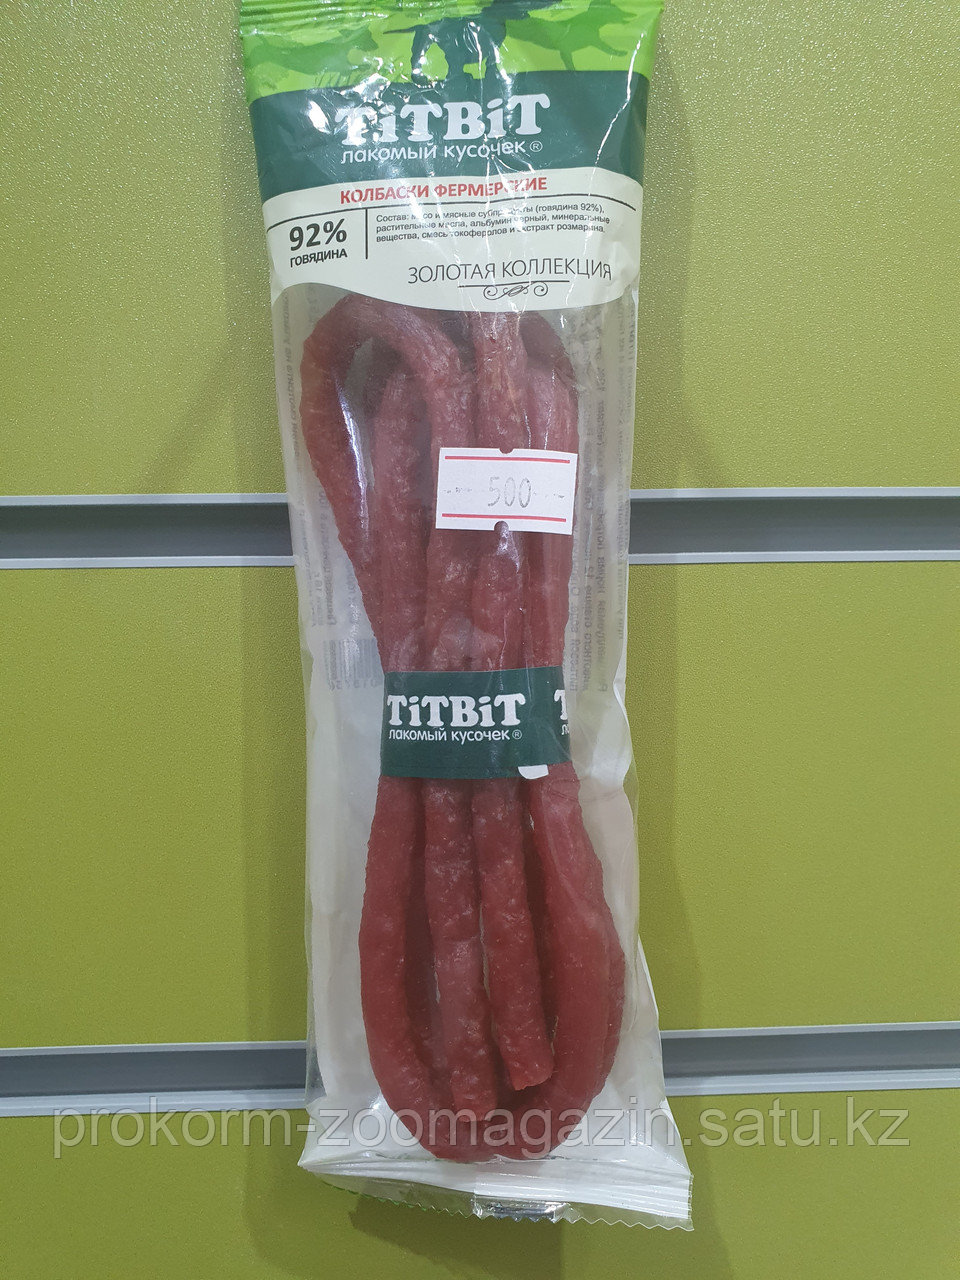 TiTBiT
лакомый кусочек®
КОЛБАСКИ ФЕРМЕРСКИЕ
92%
ГОВЯДИНА
Состав: мясо и мясные субпродукты (говядина 92%),
растительные масла, альбумин черный, минеральные
вещества, смесь токоферолов и экстракт розмарина.
ЗОЛОТАЯ КОЛЛЕКЦИЯ
500
TiTBiT
лакомый кусочек®
prokorm-zoomagazin.satu.kz